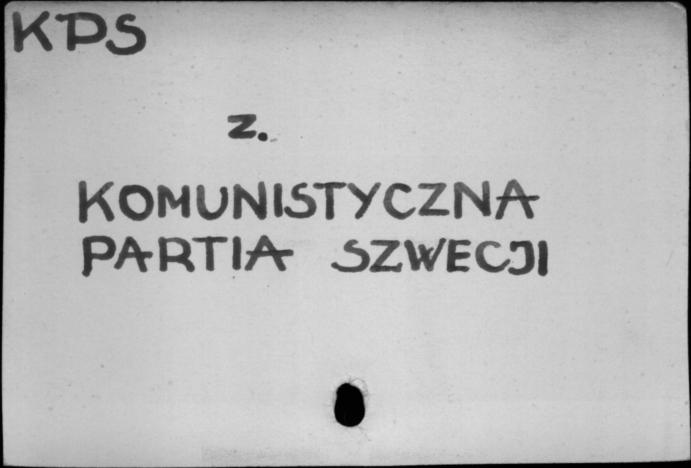 KPS
z.
KOMUNISTYCZNA
PARTIA SZWECJI